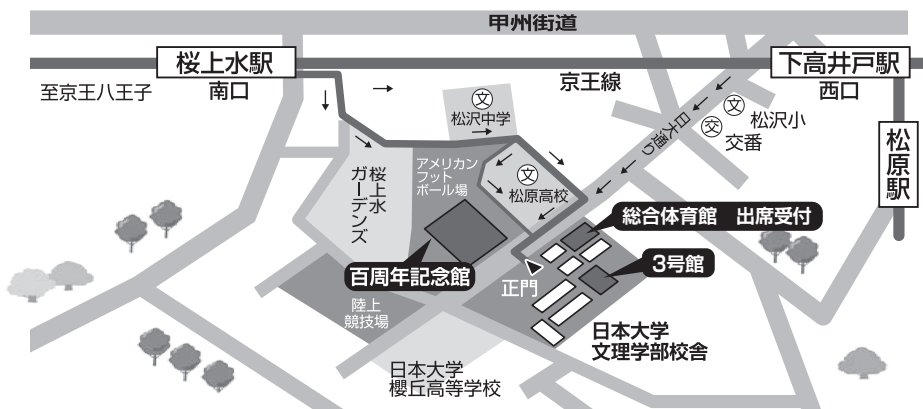 甲州街道
桜上水駅
下高井戸駅
至京王八王子
南口
京王線
西口
文
松沢中学
日大通り
文
松沢小
交
交番
松原駅
アメリカン
フット
ボール場
桜上水
ガーデンズ
文
松原高校
総合体育館 出席受付
百周年記念館
3号館
正門
陸上
競技場
日本大学
文理学部校舎
日本大学
櫻丘高等学校